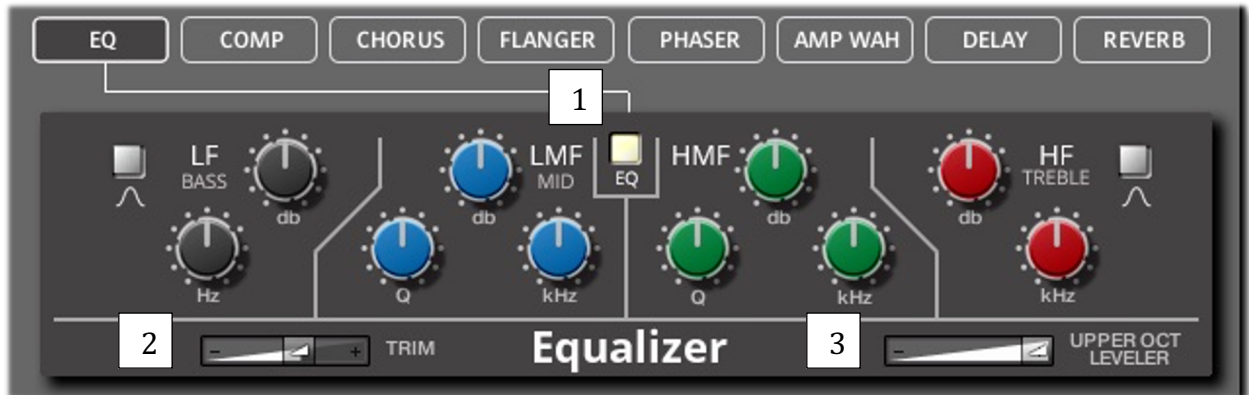 EQ COMP CHORUS FLANGER PHASER AMP WAH DELAY REVERB
1
LF BASS
db
Hz
LMF MID
db
Q
kHz
EQ
HMF
db
Q
kHz
HF TREBLE
db
kHz
2
- +
TRIM
Equalizer
3
-
UPPER OCT
LEVELER